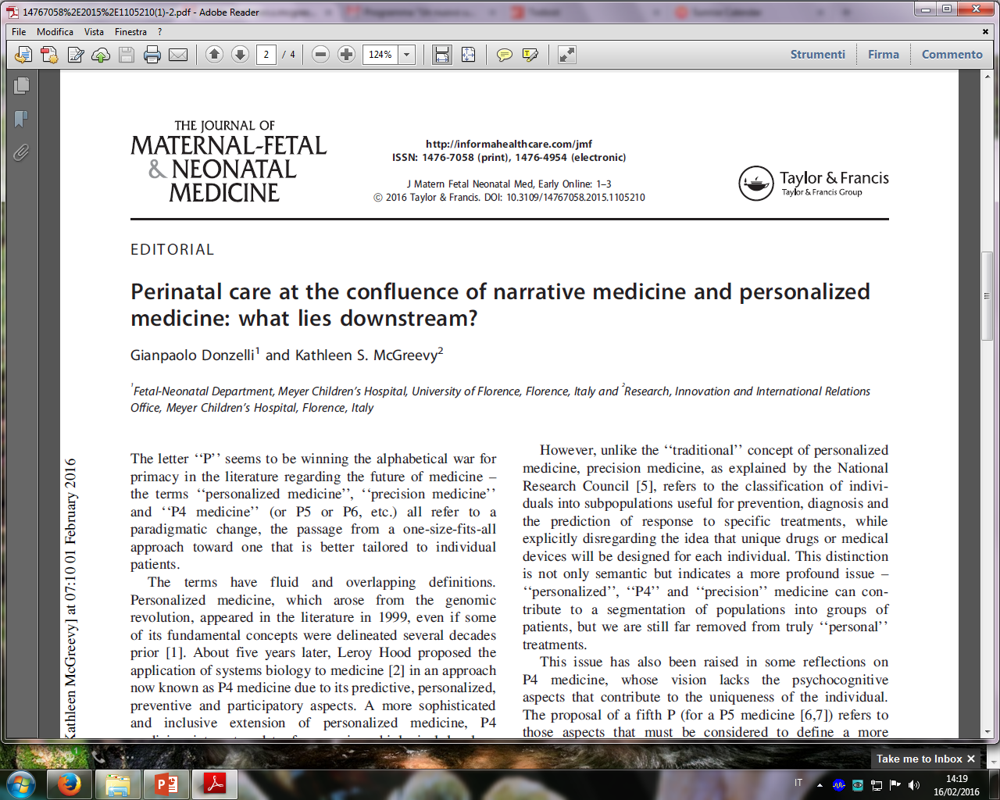 14767058%2E2015%2E1105210(1)-2.pdf - Adobe Reader
File Modifica Vista Finestra ?
2 / 4
124%
Strumenti Firma Commento
THE JOURNAL OF
MATERNAL-FETAL
& NEONATAL
MEDICINE
http://informahealthcare.com/jmf
ISSN: 1476-7058 (print), 1476-4954 (electronic)
J Matern Fetal Neonatal Med, Early Online: 1–3
© 2016 Taylor & Francis. DOI: 10.3109/14767058.2015.1105210
Taylor & Francis
Taylor & Francis Group
EDITORIAL
Perinatal care at the confluence of narrative medicine and personalized
medicine: what lies downstream?
Gianpaolo Donzelli1 and Kathleen S. McGreevy2
1Fetal-Neonatal Department, Meyer Children's Hospital, University of Florence, Florence, Italy and 2Research, Innovation and International Relations
Office, Meyer Children's Hospital, Florence, Italy
Kathleen McGreevy] at 07:10 01 February 2016
The letter ‘‘P’’ seems to be winning the alphabetical war for
primacy in the literature regarding the future of medicine –
the terms ‘‘personalized medicine’’, ‘‘precision medicine’’
and ‘‘P4 medicine’’ (or P5 or P6, etc.) all refer to a
paradigmatic change, the passage from a one-size-fits-all
approach toward one that is better tailored to individual
patients.
The terms have fluid and overlapping definitions.
Personalized medicine, which arose from the genomic
revolution, appeared in the literature in 1999, even if some
of its fundamental concepts were delineated several decades
prior [1]. About five years later, Leroy Hood proposed the
application of systems biology to medicine [2] in an approach
now known as P4 medicine due to its predictive, personalized,
preventive and participatory aspects. A more sophisticated
and inclusive extension of personalized medicine, P4
However, unlike the ‘‘traditional’’ concept of personalized
medicine, precision medicine, as explained by the National
Research Council [5], refers to the classification of indivi-
duals into subpopulations useful for prevention, diagnosis and
the prediction of response to specific treatments, while
explicitly disregarding the idea that unique drugs or medical
devices will be designed for each individual. This distinction
is not only semantic but indicates a more profound issue –
‘‘personalized’’, ‘‘P4’’ and ‘‘precision’’ medicine can con-
tribute to a segmentation of populations into groups of
patients, but we are still far removed from truly ‘‘personal’’
treatments.
This issue has also been raised in some reflections on
P4 medicine, whose vision lacks the psychocognitive
aspects that contribute to the uniqueness of the individual.
The proposal of a fifth P (for a P5 medicine [6,7]) refers to
those aspects that must be considered to define a more
Take me to Inbox
IT
14:19
16/02/2016